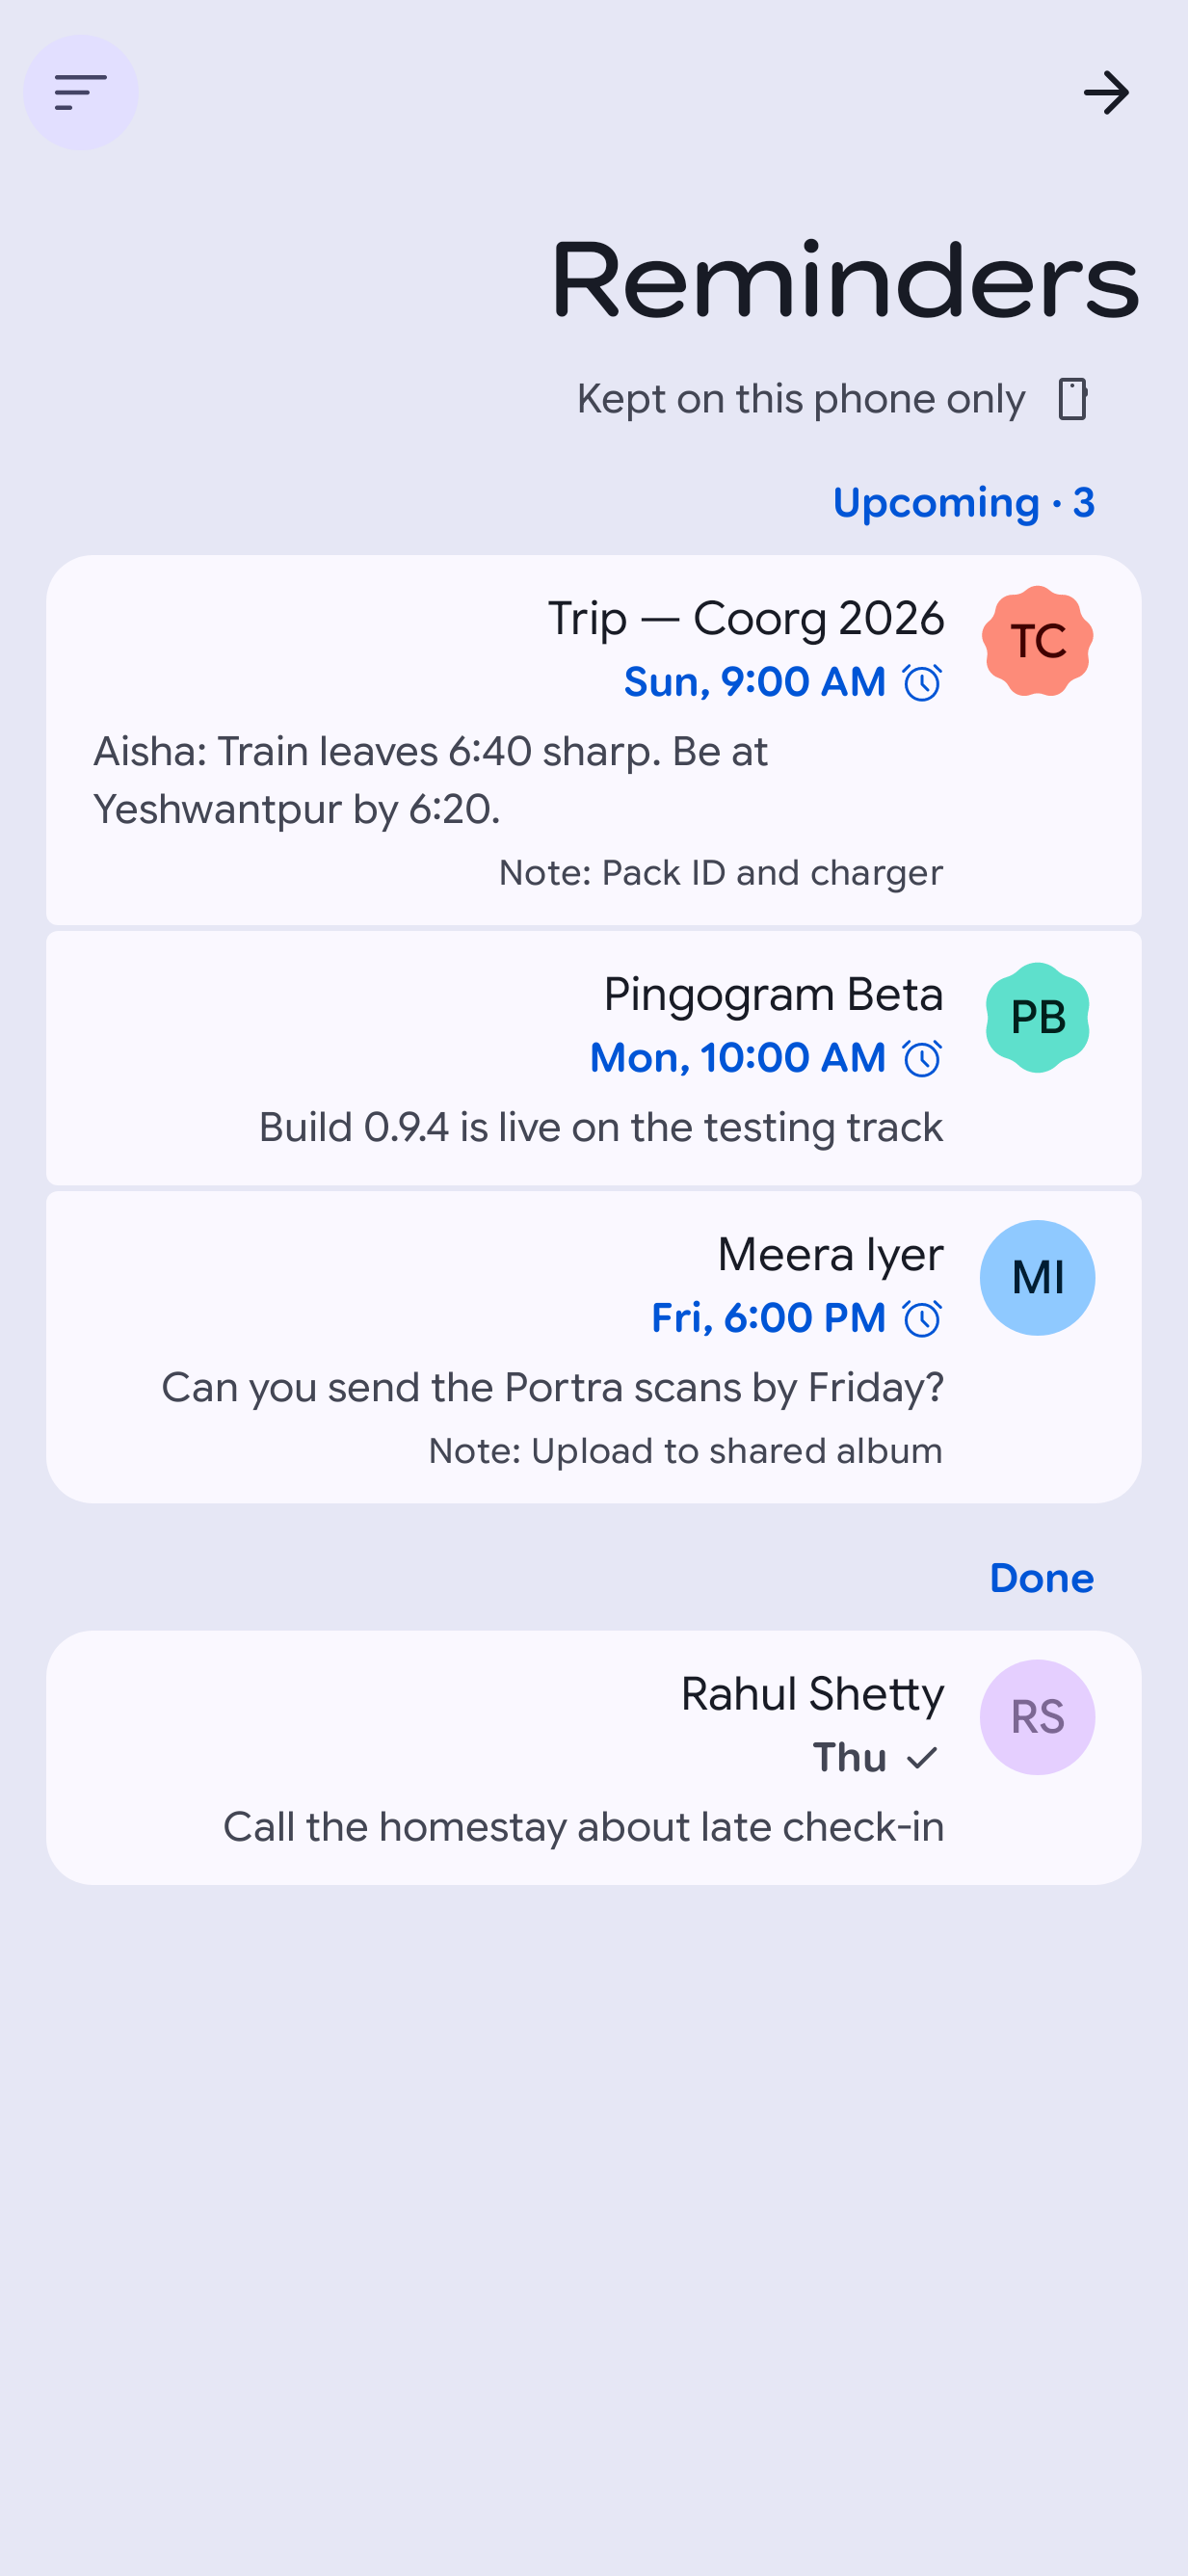 Reminders
Kept on this phone only
Upcoming · 3
Trip — Coorg 2026
TC
Sun, 9:00 AM
Aisha: Train leaves 6:40 sharp. Be at
Yeshwantpur by 6:20.
Note: Pack ID and charger
Pingogram Beta
PB
Mon, 10:00 AM
Build 0.9.4 is live on the testing track
Meera Iyer
MI
Fri, 6:00 PM
Can you send the Portra scans by Friday?
Note: Upload to shared album
Done
Rahul Shetty
RS
Thu
Call the homestay about late check-in